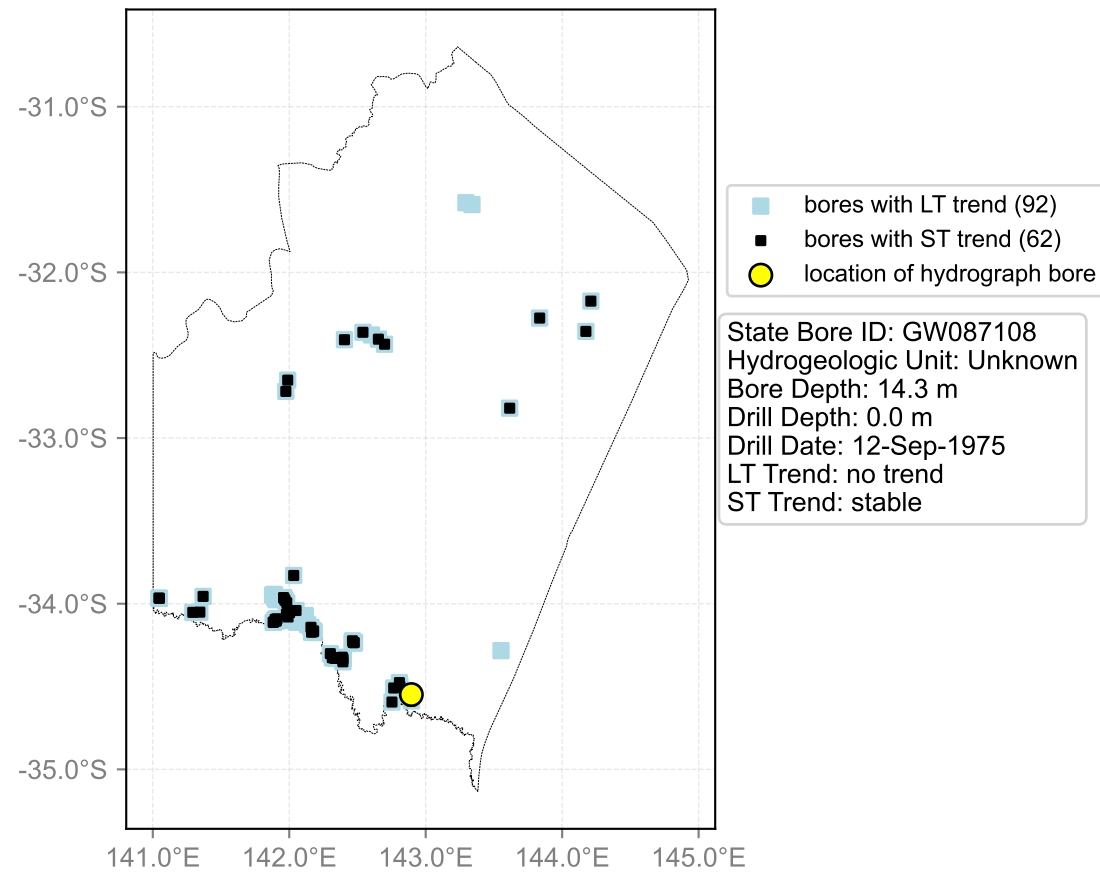 -31.0°S
-32.0°S
-33.0°S
-34.0°S
-35.0°S
141.0°E
142.0°E
143.0°E
144.0°E
145.0°E
bores with LT trend (92)
bores with ST trend (62)
location of hydrograph bore
State Bore ID: GW087108
Hydrogeologic Unit: Unknown
Bore Depth: 14.3 m
Drill Depth: 0.0 m
Drill Date: 12-Sep-1975
LT Trend: no trend
ST Trend: stable